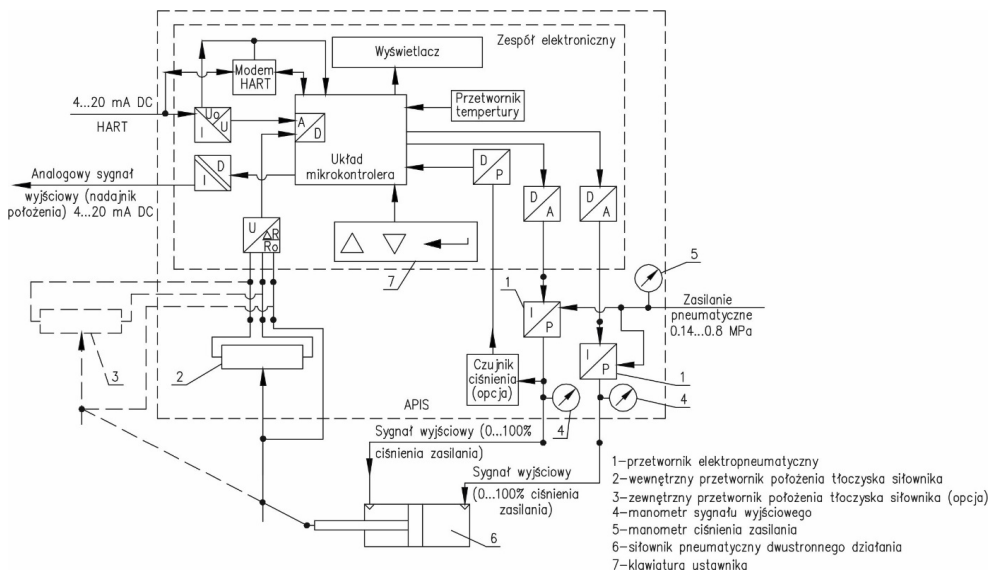 Zespół elektroniczny
Wyświetlacz
Modem
HART
4...20 mA DC
HART
Uo
U
I
A
D
Przetwornik
tempertury
Układ
mikrokontrolera
D
I
D
P
D
A
D
A
Analogowy sygnał
wyjściowy (nadajnik
położenia) 4...20 mA DC
U
ΔR
Ro
7
5
1
I
P
Zasilanie
pneumatyczne
0.14...0.8 MPa
I
P
1
3
2
Czujnik
ciśnienia
(opcja)
4
4
APIS
Sygnał wyjściowy (0...100%
ciśnienia zasilania)
Sygnał wyjściowy
(0...100% ciśnienia
zasilania)
6
1–przetwornik elektropneumatyczny
2–wewnętrzny przetwornik położenia tłoczyska siłownika
3–zewnętrzny przetwornik położenia tłoczyska siłownika (opcja)
4–manometr sygnału wyjściowego
5–manometr ciśnienia zasilania
6–siłownik pneumatyczny dwustronnego działania
7–klawiatura ustawnika